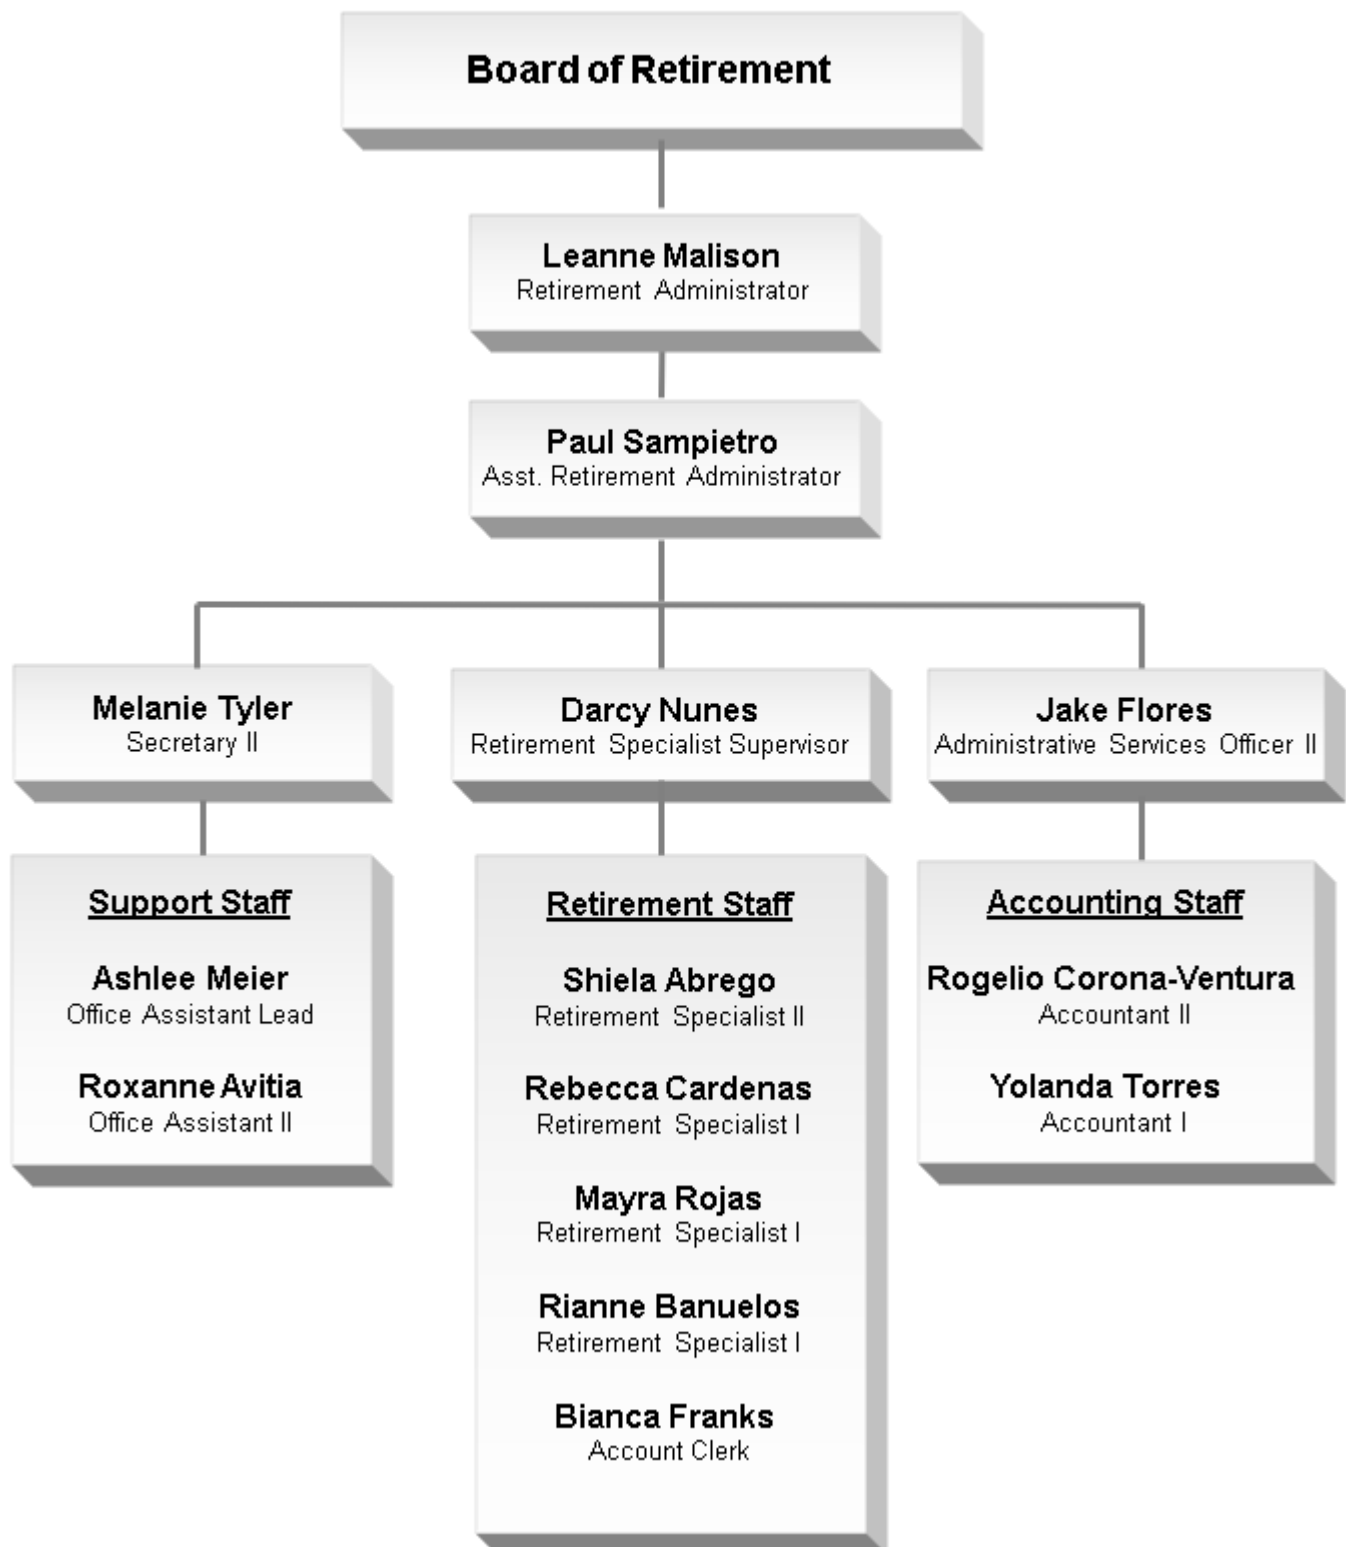 Board of Retirement
Leanne Malison
Retirement Administrator
Paul Sampietro
Asst. Retirement Administrator
Melanie Tyler
Secretary II
Darcy Nunes
Retirement Specialist Supervisor
Jake Flores
Administrative Services Officer II
Support Staff
Ashlee Meier
Office Assistant Lead
Roxanne Avitia
Office Assistant II
Retirement Staff
Shiela Abrego
Retirement Specialist II
Rebecca Cardenas
Retirement Specialist I
Mayra Rojas
Retirement Specialist I
Rianne Banuelos
Retirement Specialist I
Bianca Franks
Account Clerk
Accounting Staff
Rogelio Corona-Ventura
Accountant II
Yolanda Torres
Accountant I